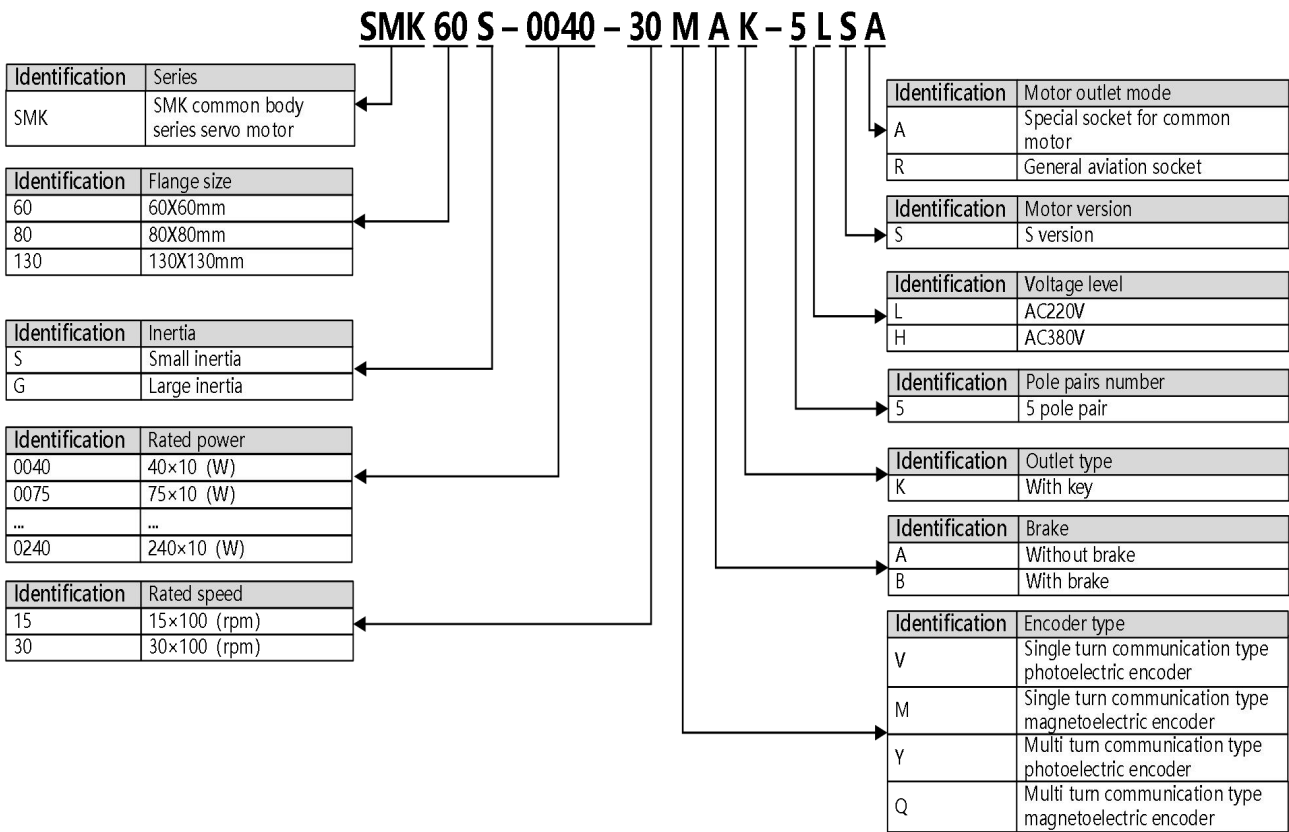 SMK 60 S – 0040 – 30 M A K – 5 L S A
Identification Series
SMK SMK common body
series servo motor
Identification Flange size
60 60X60mm
80 80X80mm
130 130X130mm
Identification Inertia
S Small inertia
G Large inertia
Identification Rated power
0040 40×10 (W)
0075 75×10 (W)
... ...
0240 240×10 (W)
Identification Rated speed
15 15×100 (rpm)
30 30×100 (rpm)
Identification Motor outlet mode
A Special socket for common
motor
R General aviation socket
Identification Motor version
S S version
Identification Voltage level
L AC220V
H AC380V
Identification Pole pairs number
5 5 pole pair
Identification Outlet type
K With key
Identification Brake
A Without brake
B With brake
Identification Encoder type
V Single turn communication type
photoelectric encoder
M Single turn communication type
magnetoelectric encoder
Y Multi turn communication type
photoelectric encoder
Q Multi turn communication type
magnetoelectric encoder